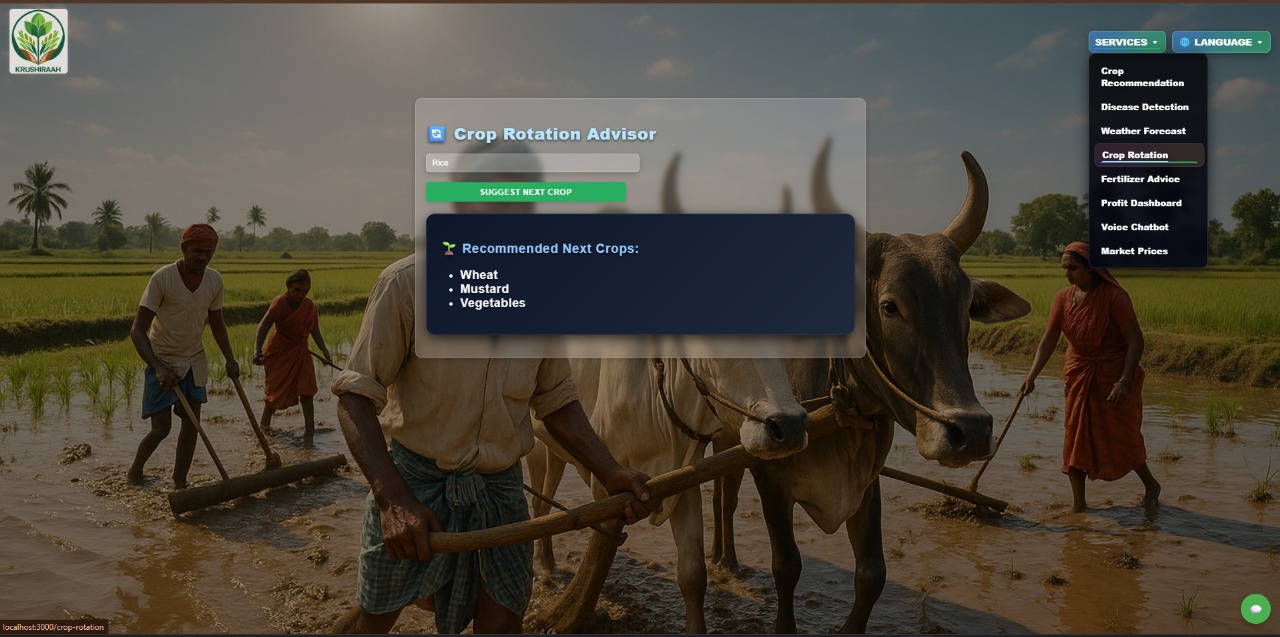 KRUSHIRAAH
SERVICES
LANGUAGE
Crop
Recommendation
Disease Detection
Weather Forecast
Crop Rotation
Fertilizer Advice
Profit Dashboard
Voice Chatbot
Market Prices
Crop Rotation Advisor
Rice
SUGGEST NEXT CROP
Recommended Next Crops:
Wheat
Mustard
Vegetables
localhost:3000/crop-rotation